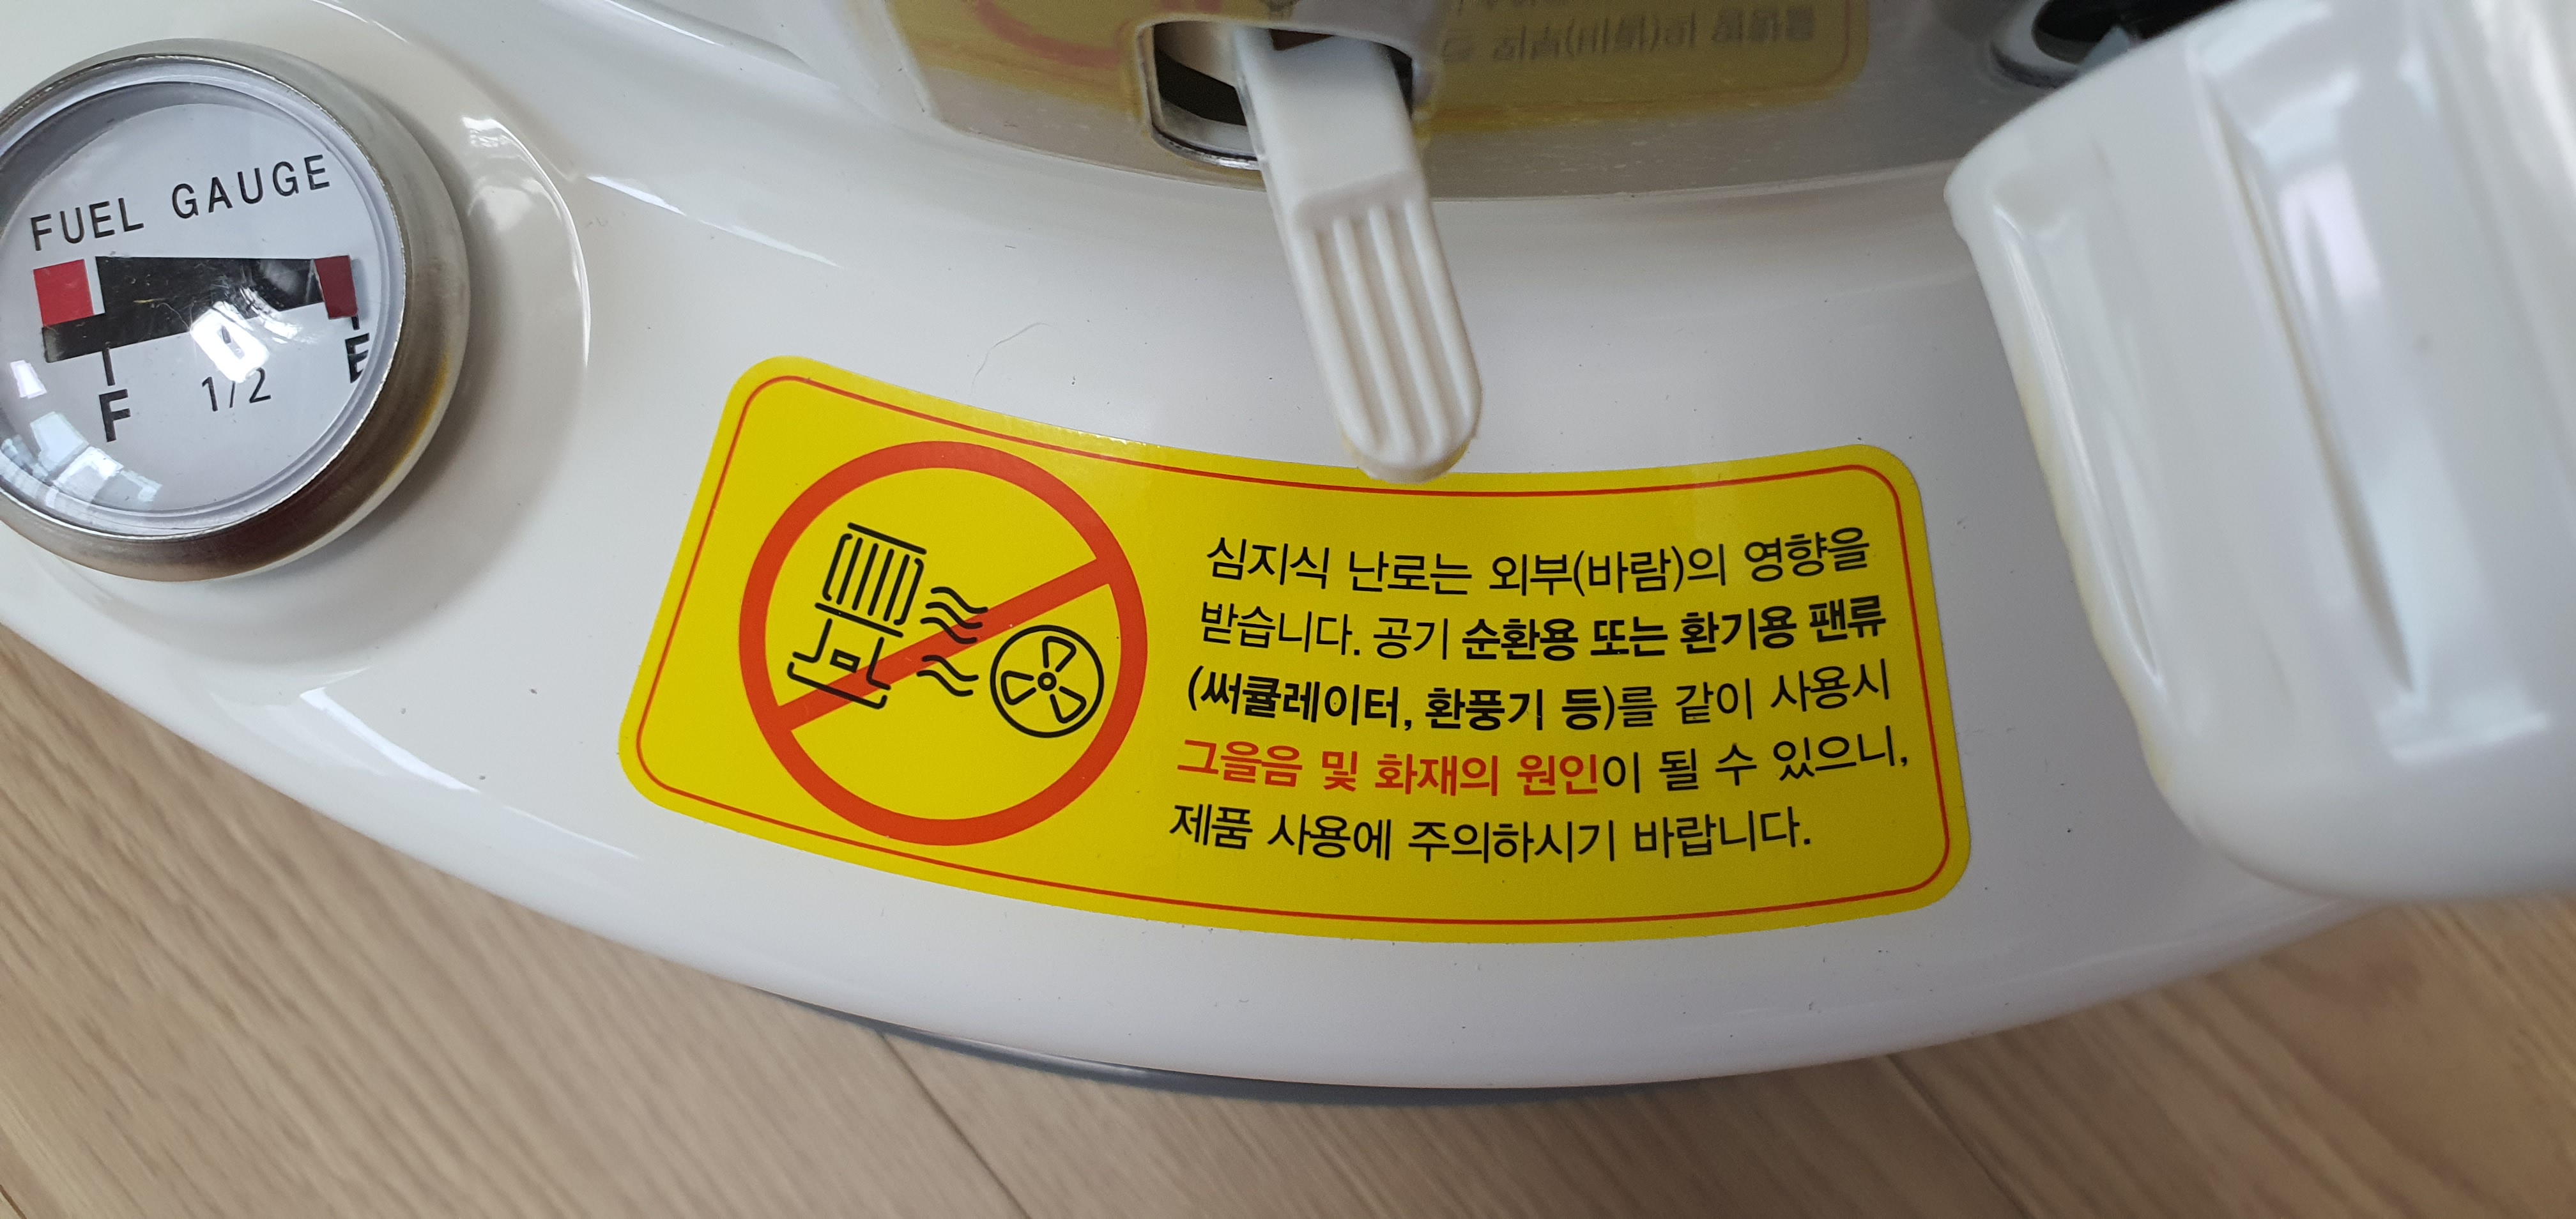 FUEL GAUGE
F 1/2 E
심지식 난로는 외부(바람)의 영향을
받습니다. 공기 순환용 또는 환기용 팬류
(써큘레이터, 환풍기 등)를 같이 사용시
그을음 및 화재의 원인이 될 수 있으니,
제품 사용에 주의하시기 바랍니다.